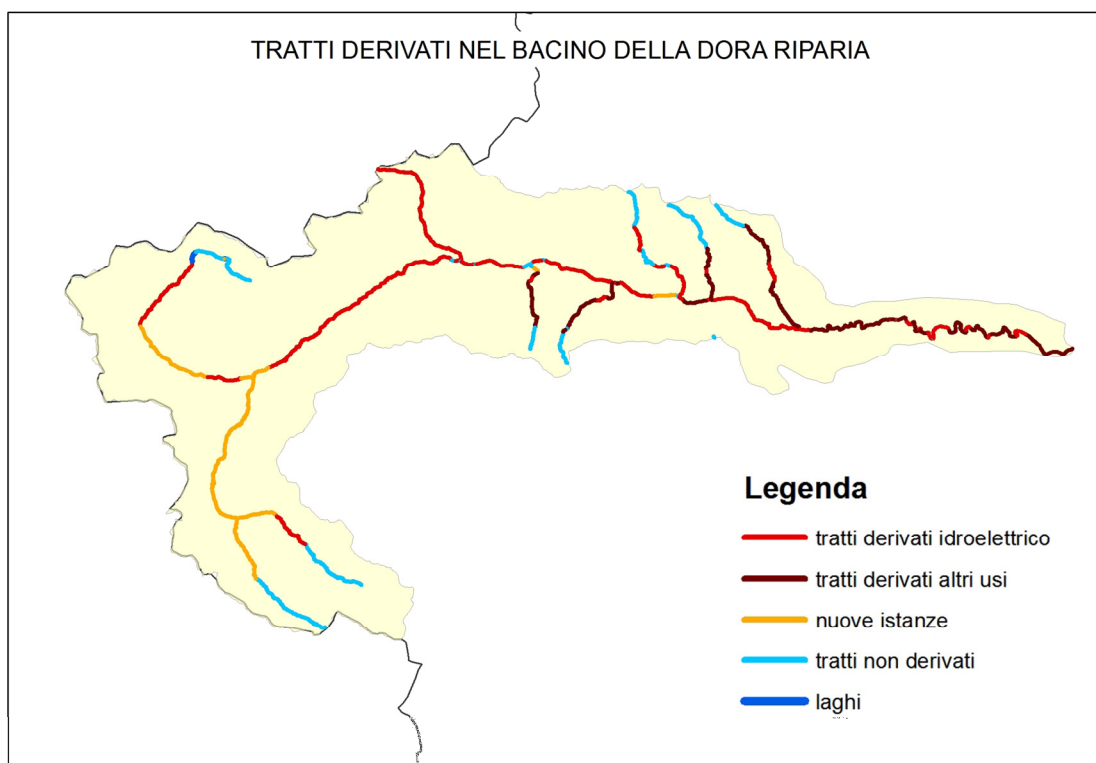 TRATTI DERIVATI NEL BACINO DELLA DORA RIPARIA
Legenda
tratti derivati idroelettrico
tratti derivati altri usi
nuove istanze
tratti non derivati
laghi